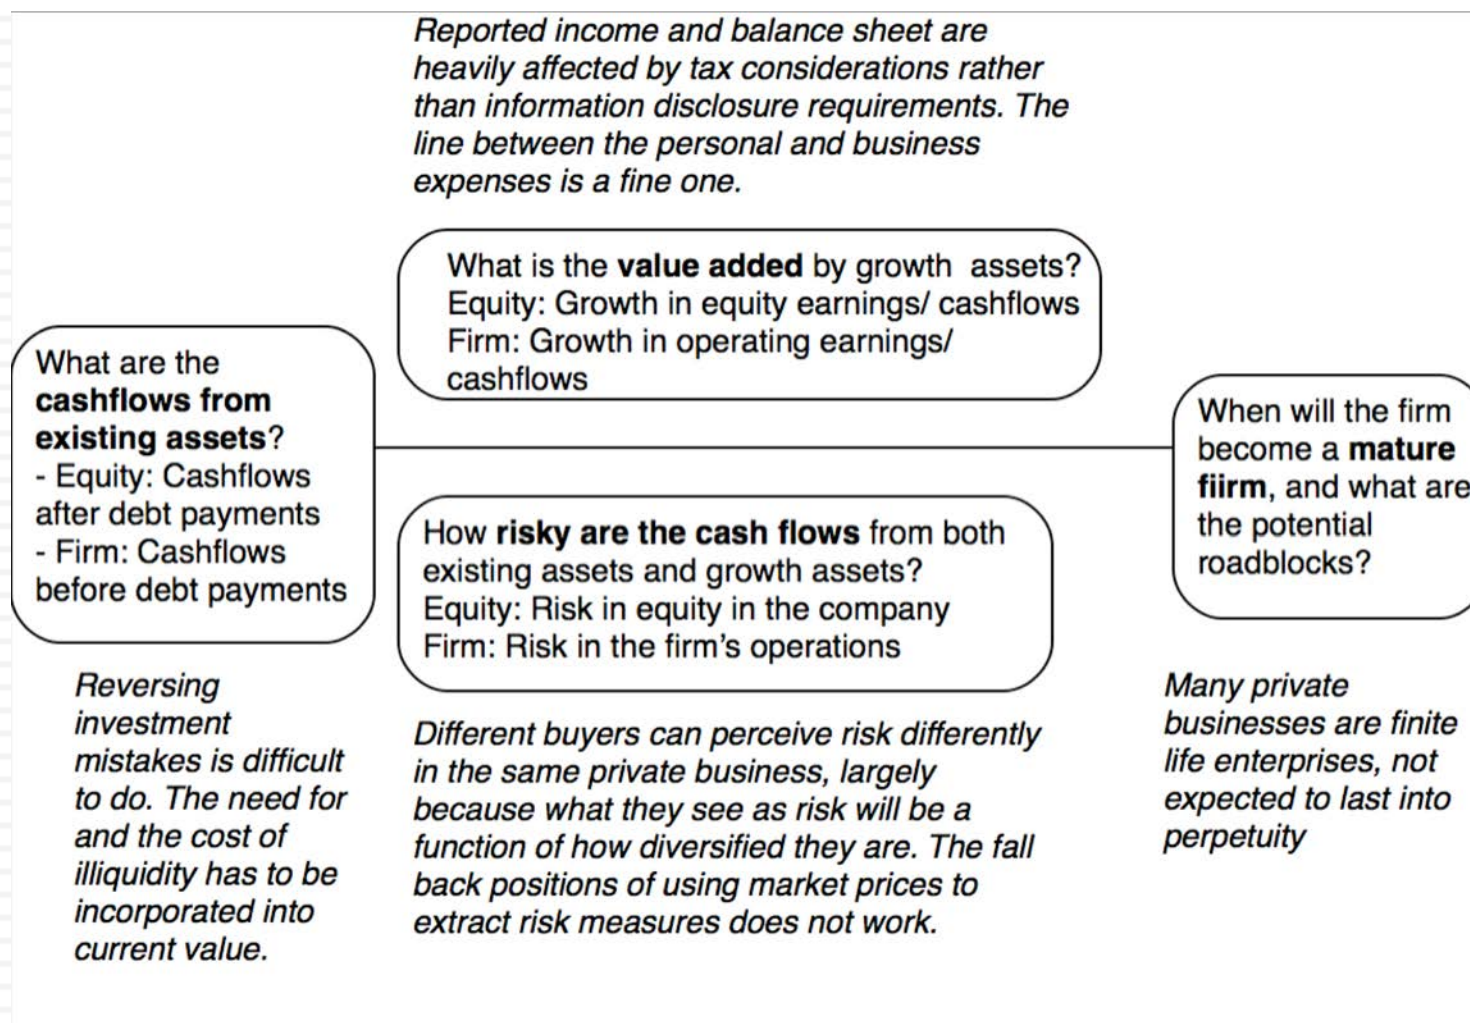 Reported income and balance sheet are
heavily affected by tax considerations rather
than information disclosure requirements. The
line between the personal and business
expenses is a fine one.
What is the value added by growth  assets?
Equity: Growth in equity earnings/ cashflows
Firm: Growth in operating earnings/
cashflows
What are the
cashflows from
existing assets?
- Equity: Cashflows
after debt payments
- Firm: Cashflows
before debt payments
When will the firm
become a mature
fiirm, and what are
the potential
roadblocks?
How risky are the cash flows from both
existing assets and growth assets?
Equity: Risk in equity in the company
Firm: Risk in the firm's operations
Reversing
investment
mistakes is difficult
to do. The need for
and the cost of
illiquidity has to be
incorporated into
current value.
Different buyers can perceive risk differently
in the same private business, largely
because what they see as risk will be a
function of how diversified they are. The fall
back positions of using market prices to
extract risk measures does not work.
Many private
businesses are finite
life enterprises, not
expected to last into
perpetuity